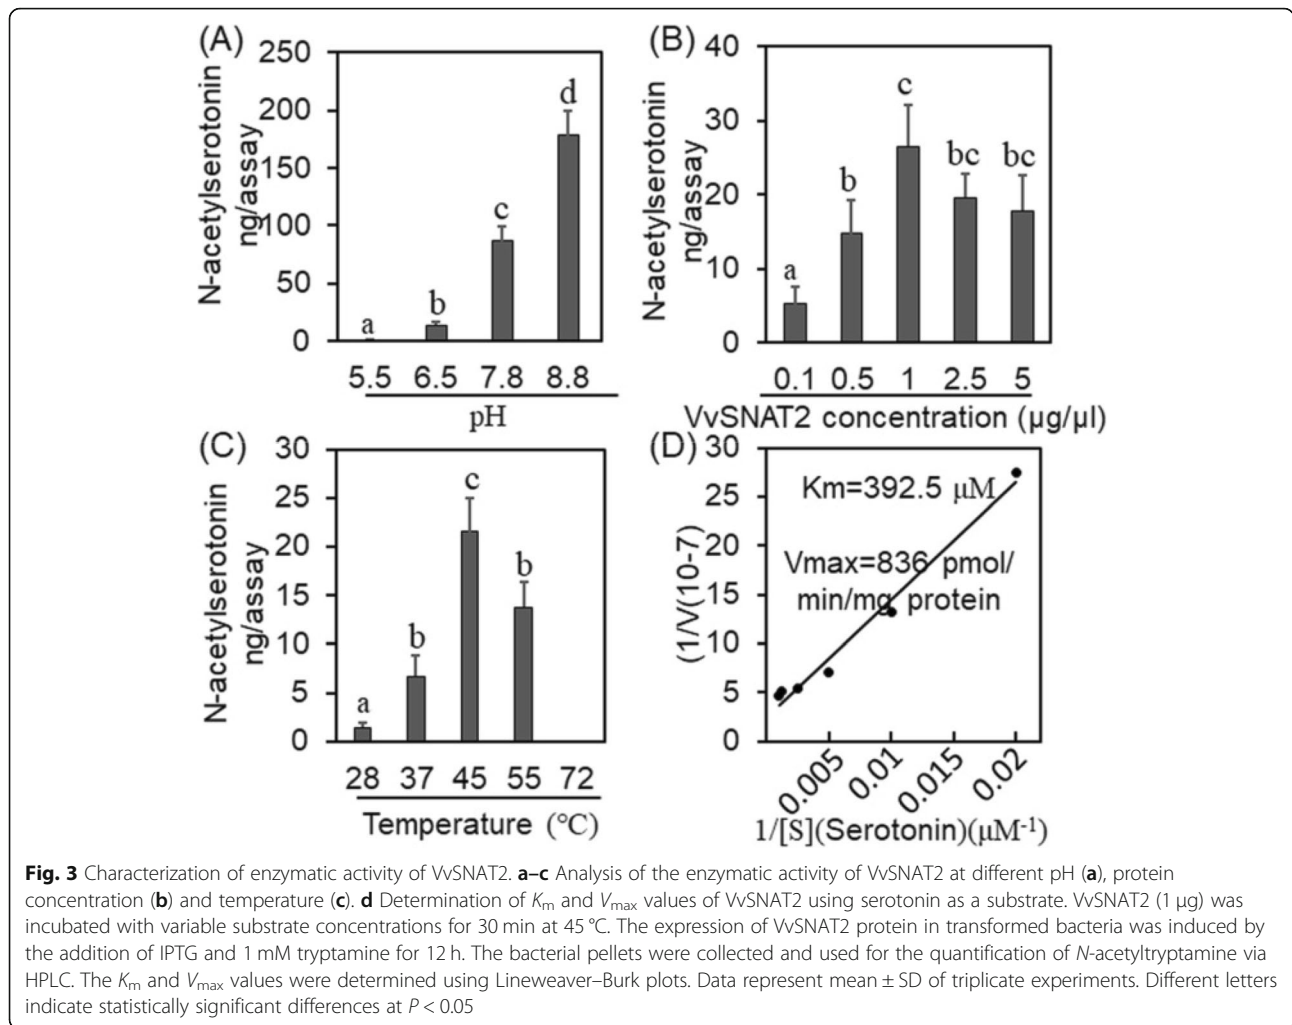 (A)
N-acetylserotonin
ng/assay
250
200
150
100
50
0
a
b
c
d
5.5 6.5 7.8 8.8
pH
(B)
N-acetylserotonin
ng/assay
40
30
20
10
0
a
b
c
bc
bc
0.1 0.5 1 2.5 5
VvSNAT2 concentration (µg/µl)
(C)
N-acetylserotonin
ng/assay
30
25
20
15
10
5
0
a
b
c
b
28 37 45 55 72
Temperature (°C)
(D)
(1/V(10-7)
30
25
20
15
10
5
0
Km=392.5 µM
Vmax=836 pmol/
min/mg protein
0.005 0.01 0.015 0.02
1/[S](Serotonin)(µM-1)
Fig. 3 Characterization of enzymatic activity of VvSNAT2. a–c Analysis of the enzymatic activity of VvSNAT2 at different pH (a), protein
concentration (b) and temperature (c). d Determination of Km and Vmax values of VvSNAT2 using serotonin as a substrate. VvSNAT2 (1 µg) was
incubated with variable substrate concentrations for 30 min at 45 °C. The expression of VvSNAT2 protein in transformed bacteria was induced by
the addition of IPTG and 1 mM tryptamine for 12 h. The bacterial pellets were collected and used for the quantification of N-acetyltryptamine via
HPLC. The Km and Vmax values were determined using Lineweaver–Burk plots. Data represent mean ± SD of triplicate experiments. Different letters
indicate statistically significant differences at P < 0.05